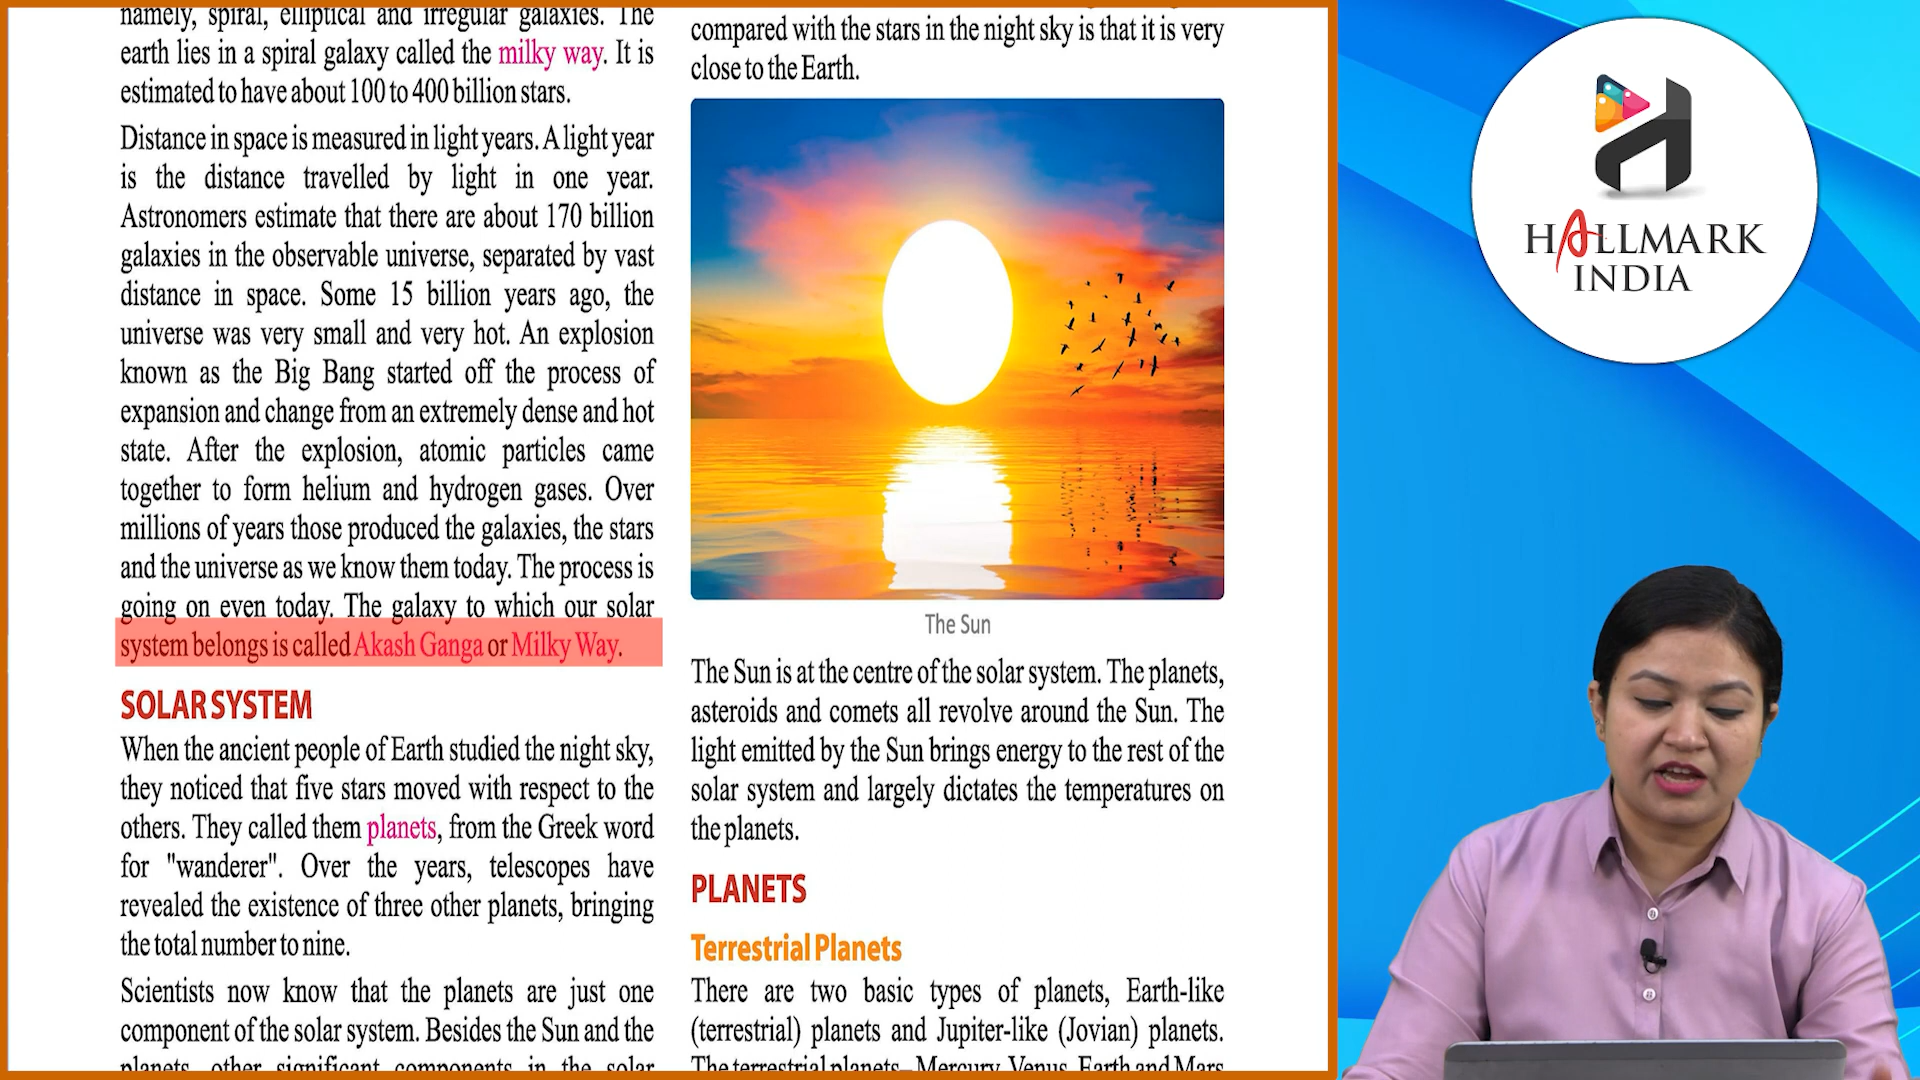 namely, spiral, elliptical and irregular galaxies. The
earth lies in a spiral galaxy called the milky way. It is
estimated to have about 100 to 400 billion stars.
Distance in space is measured in light years. A light year
is the distance travelled by light in one year.
Astronomers estimate that there are about 170 billion
galaxies in the observable universe, separated by vast
distance in space. Some 15 billion years ago, the
universe was very small and very hot. An explosion
known as the Big Bang started off the process of
expansion and change from an extremely dense and hot
state. After the explosion, atomic particles came
together to form helium and hydrogen gases. Over
millions of years those produced the galaxies, the stars
and the universe as we know them today. The process is
going on even today. The galaxy to which our solar
system belongs is called Akash Ganga or Milky Way.
SOLAR SYSTEM
When the ancient people of Earth studied the night sky,
they noticed that five stars moved with respect to the
others. They called them planets, from the Greek word
for "wanderer". Over the years, telescopes have
revealed the existence of three other planets, bringing
the total number to nine.
Scientists now know that the planets are just one
component of the solar system. Besides the Sun and the
planets, other significant components in the solar
compared with the stars in the night sky is that it is very
close to the Earth.
The Sun
The Sun is at the centre of the solar system. The planets,
asteroids and comets all revolve around the Sun. The
light emitted by the Sun brings energy to the rest of the
solar system and largely dictates the temperatures on
the planets.
PLANETS
Terrestrial Planets
There are two basic types of planets, Earth-like
(terrestrial) planets and Jupiter-like (Jovian) planets.
The terrestrial planets– Mercury, Venus, Earth and Mars
HALLMARK
INDIA